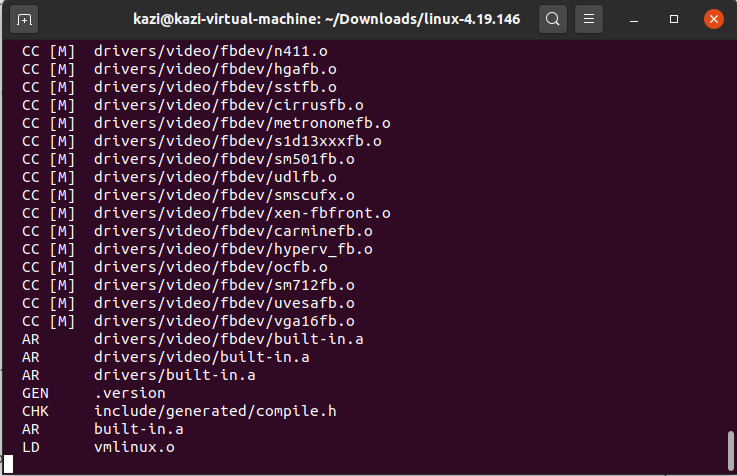 kazi@kazi-virtual-machine: ~/Downloads/linux-4.19.146
CC [M] drivers/video/fbdev/n411.o
CC [M] drivers/video/fbdev/hgafb.o
CC [M] drivers/video/fbdev/sstfb.o
CC [M] drivers/video/fbdev/cirrusfb.o
CC [M] drivers/video/fbdev/metronomefb.o
CC [M] drivers/video/fbdev/s1d13xxxfb.o
CC [M] drivers/video/fbdev/sm501fb.o
CC [M] drivers/video/fbdev/udlfb.o
CC [M] drivers/video/fbdev/smscufx.o
CC [M] drivers/video/fbdev/xen-fbfront.o
CC [M] drivers/video/fbdev/carminefb.o
CC [M] drivers/video/fbdev/hyperv_fb.o
CC [M] drivers/video/fbdev/ocfb.o
CC [M] drivers/video/fbdev/sm712fb.o
CC [M] drivers/video/fbdev/uvesafb.o
CC [M] drivers/video/fbdev/vga16fb.o
AR drivers/video/fbdev/built-in.a
AR drivers/video/built-in.a
AR drivers/built-in.a
GEN .version
CHK include/generated/compile.h
AR built-in.a
LD vmlinux.o